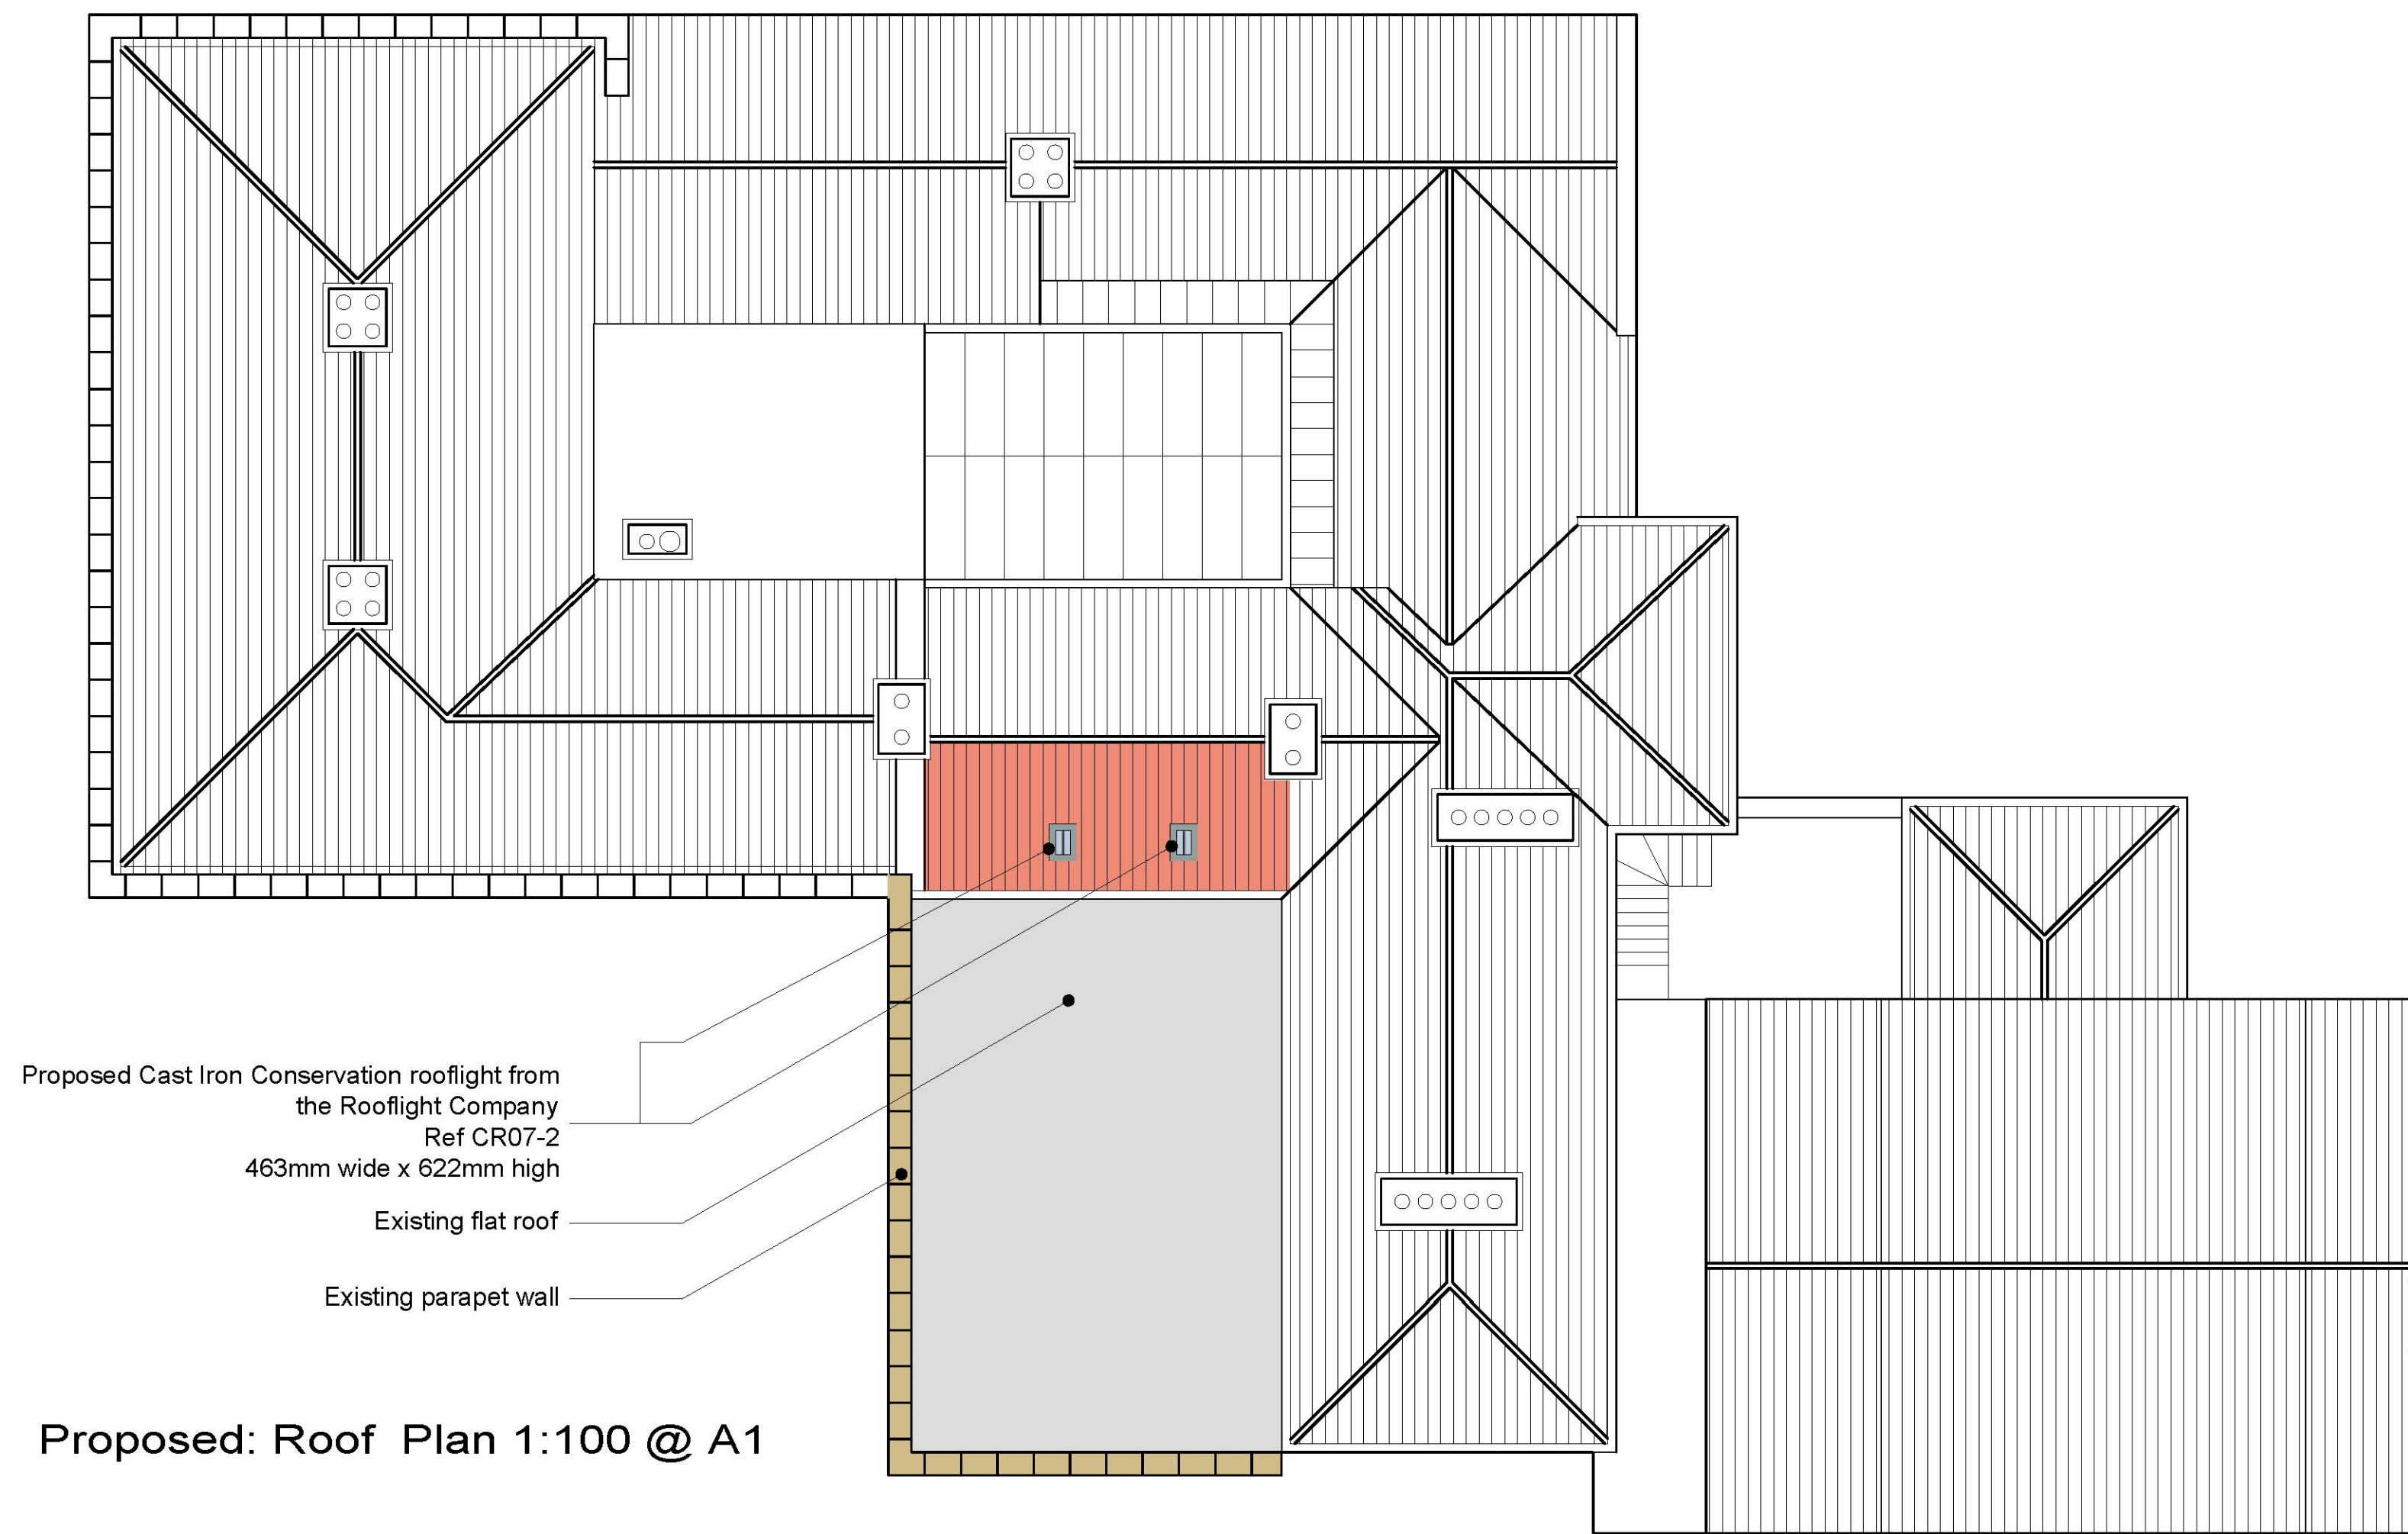 Proposed Cast Iron Conservation rooflight from
the Rooflight Company
Ref CR07-2
463mm wide x 622mm high
Existing flat roof
Existing parapet wall
Proposed: Roof Plan 1:100 @ A1